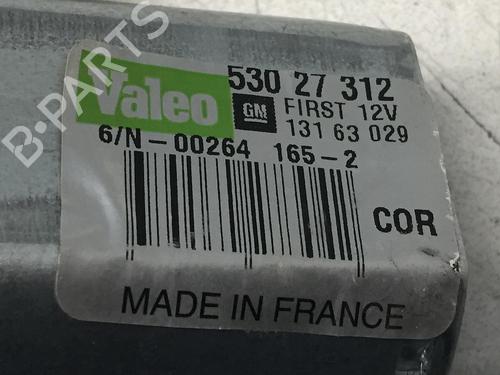 Valeo
530 27 312
GM FIRST 12V
131 63 029
6/N-00264 165-2
COR
MADE IN FRANCE
B-PARTS